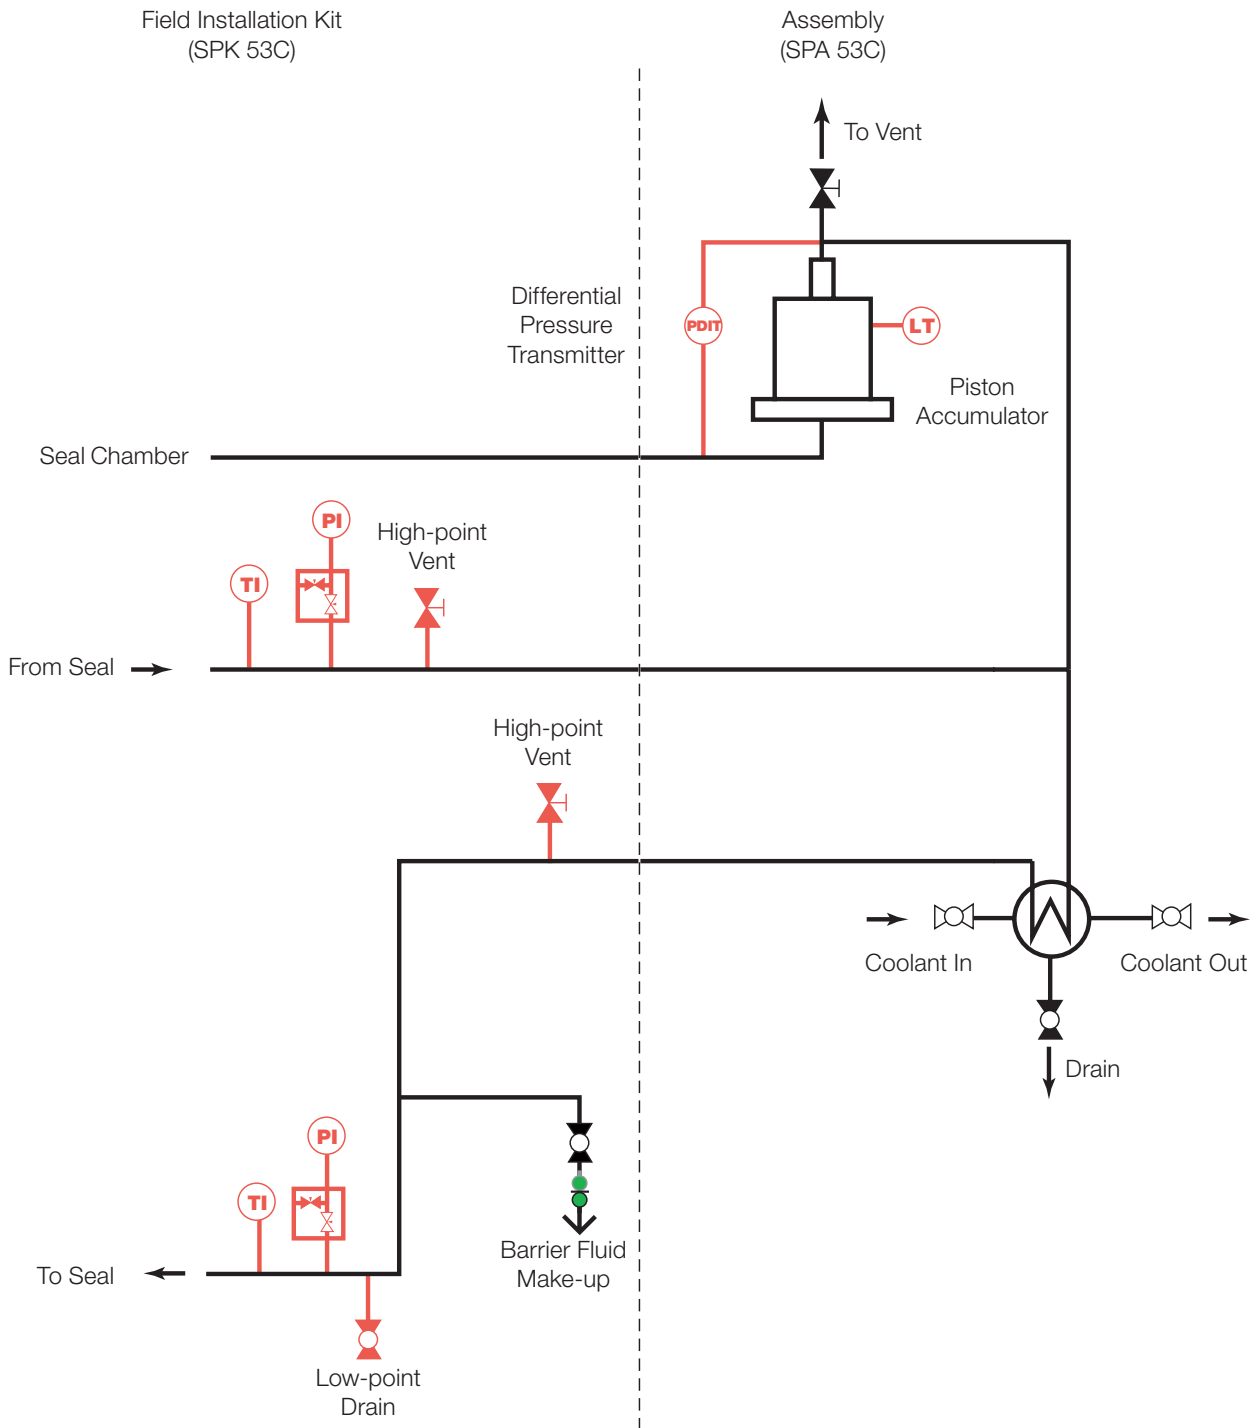 Field Installation Kit
(SPK 53C)
Assembly
(SPA 53C)
To Vent
Differential
Pressure
Transmitter
PDIT
LT
Piston
Accumulator
Seal Chamber
PI
High-point
Vent
TI
From Seal
High-point
Vent
Coolant In
Coolant Out
Drain
PI
TI
Barrier Fluid
Make-up
To Seal
Low-point
Drain